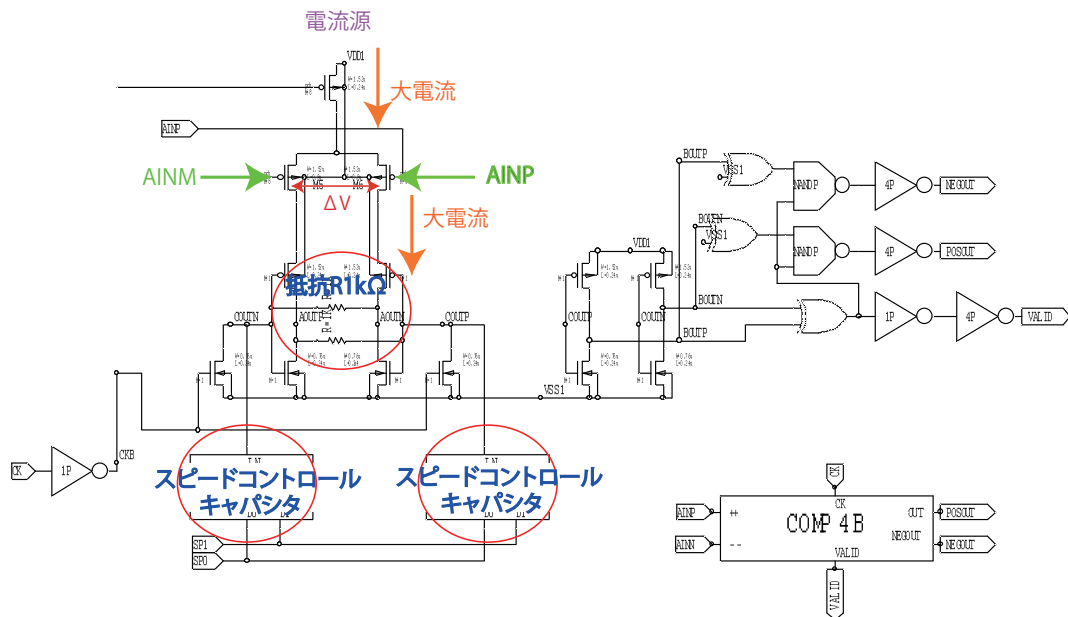 電流源
VDD1
大電流
AINP
AINM
AINP
M5
M6
ΔV
大電流
抵抗R1kΩ
COUTN
AOUTP
AOUTN
COUTP
VSS1
CK
1P
CKB
スピードコントロール
キャパシタ
スピードコントロール
キャパシタ
SP1
SP0
VDD1
COUTP
COUTN
BOUTN
BOUTP
BOUTP
VSS1
BOUTN
VSS1
NANDP
4P
NEGOUT
NANDP
4P
POSOUT
1P
4P
VALID
CK
CK
AINP
++
COMP 4B
OUT
POSOUT
AINN
--
NEGOUT
NEGOUT
VALID
VALID